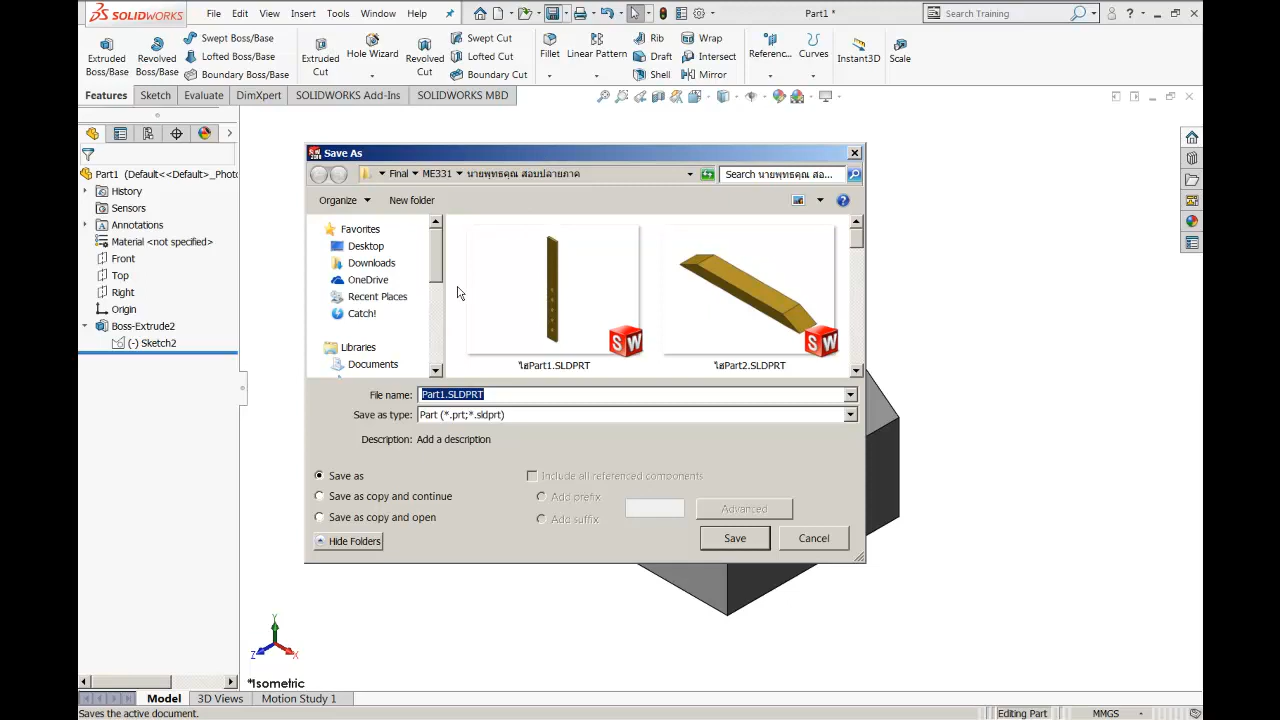 SOLIDWORKS File Edit View Insert Tools Window Help Part1 * Search Training
Extruded Boss/Base
Revolved Boss/Base
Swept Boss/Base
Lofted Boss/Base
Boundary Boss/Base
Extruded Cut
Hole Wizard
Revolved Cut
Swept Cut
Lofted Cut
Boundary Cut
Fillet
Linear Pattern
Rib
Draft
Shell
Wrap
Intersect
Mirror
Referenc...
Curves
Instant3D
Scale
Features Sketch Evaluate DimXpert SOLIDWORKS Add-Ins SOLIDWORKS MBD
Part1 (Default<<Default>_Photo
History
Sensors
Annotations
Material <not specified>
Front
Top
Right
Origin
Boss-Extrude2
(-) Sketch2
Save As
Final ME331 นายพุทธคุณ สอบปลายภาค Search นายพุทธคุณ สอ...
Organize New folder
Favorites
Desktop
Downloads
OneDrive
Recent Places
Catch!
Libraries
Documents
SW
SW
ไฮPart1.SLDPRT ไฮPart2.SLDPRT
File name: Part1.SLDPRT
Save as type: Part (*.prt;*.sldprt)
Description: Add a description
Save as
Save as copy and continue
Save as copy and open
Include all referenced components
Add prefix
Add suffix
Advanced
Hide Folders Save Cancel
Y
Z X
*Isometric
Model 3D Views Motion Study 1
Saves the active document. Editing Part MMGS